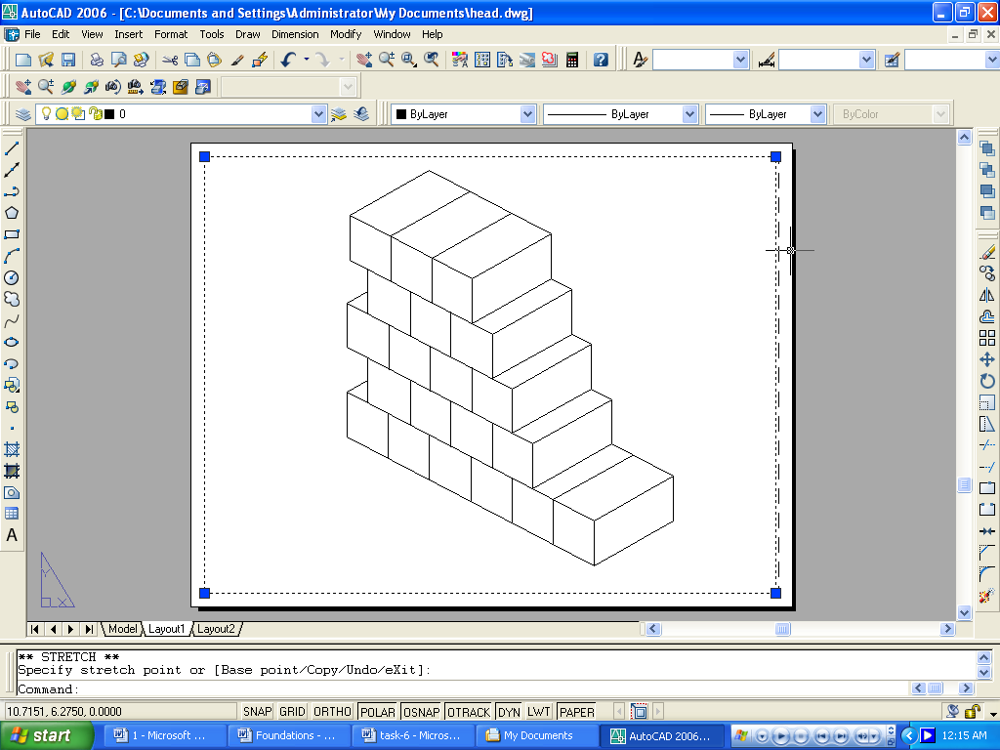 AutoCAD 2006 - [C:\Documents and Settings\Administrator\My Documents\head.dwg]
File Edit View Insert Format Tools Draw Dimension Modify Window Help
0 ByLayer ByLayer ByLayer ByColor
A
Y
X
Model Layout1 Layout2
** STRETCH **
Specify stretch point or [Base point/Copy/Undo/eXit]:
Command:
10.7151, 6.2750, 0.0000 SNAP GRID ORTHO POLAR OSNAP OTRACK DYN LWT PAPER
start 1 - Microsoft ... Foundations - ... task-6 - Micros... My Documents AutoCAD 2006... 12:15 AM